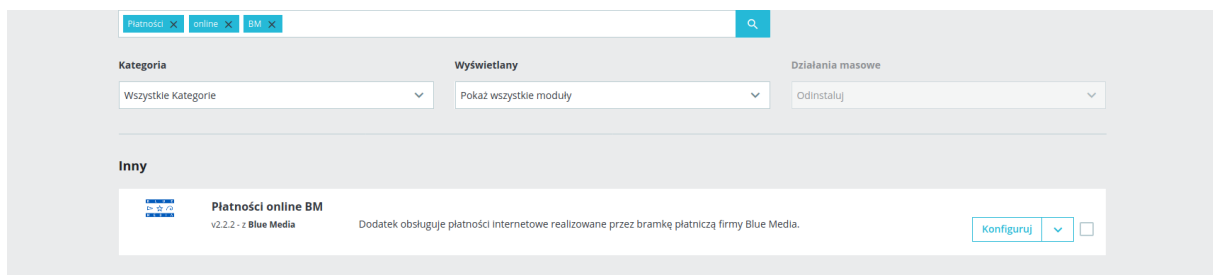 Płatności online BM
Kategoria Wyświetlany Działania masowe
Wszystkie Kategorie Pokaż wszystkie moduły Odinstaluj
Inny
Płatności online BM
v2.2.2 - z Blue Media Dodatek obsługuje płatności internetowe realizowane przez bramkę płatniczą firmy Blue Media. Konfiguruj